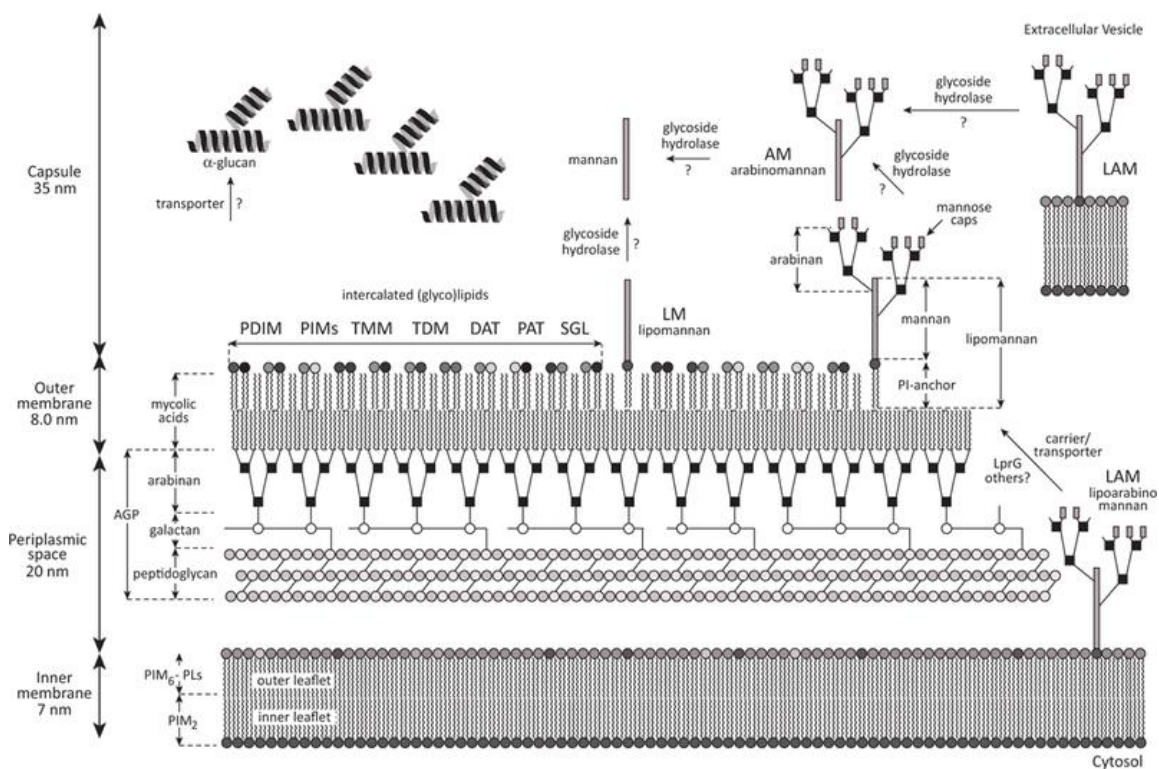 Extracellular Vesicle
glycoside
hydrolase
?
glycoside
hydrolase
?
AM
arabinomannan
mannan
LAM
Capsule
35 nm
α-glucan
transporter
?
glycoside
hydrolase
?
mannose
caps
glycoside
hydrolase
?
arabinan
intercalated (glyco)lipids
LM
lipomannan
mannan
lipomannan
PDIM PIMs TMM TDM DAT PAT SGL
PI-anchor
Outer
membrane
8.0 nm
mycolic
acids
carrier/
transporter
LprG
others?
LAM
lipoarabino
mannan
arabinan
AGP
galactan
Periplasmic
space
20 nm
peptidoglycan
Inner
membrane
7 nm
PIM6- PLs
outer leaflet
PIM2
inner leaflet
Cytosol